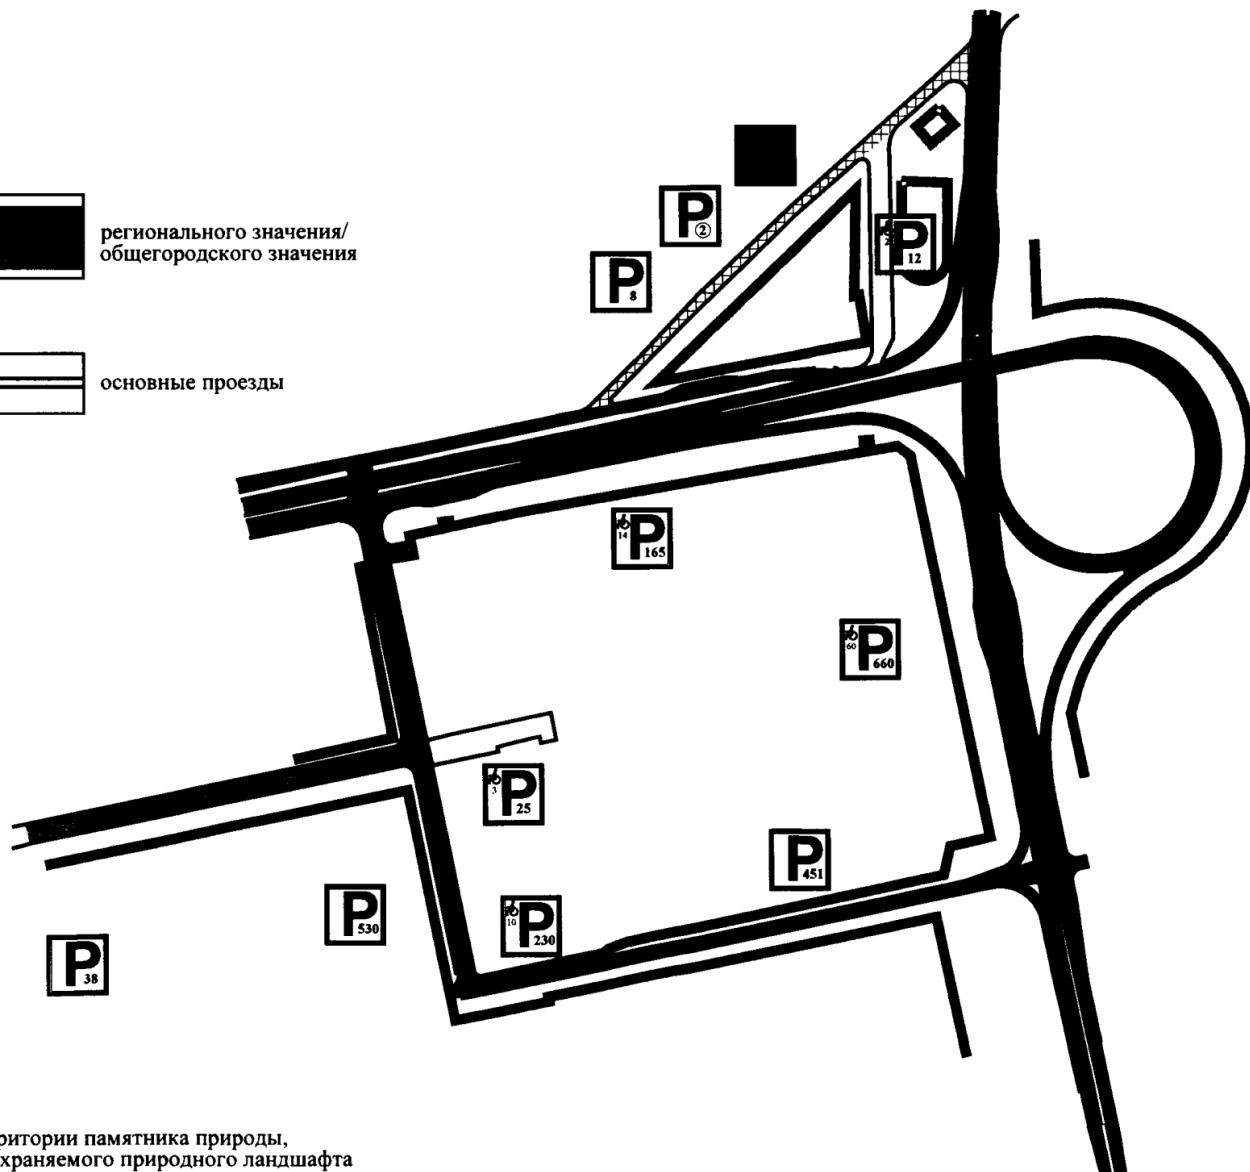 P
②
P
8
регионального значения/
общегородского значения
2
P
12
основные проезды
14
P
165
60
P
660
3
P
25
P
451
P
530
10
P
230
P
38
ритории памятника природы,
храняемого природного ландшафта